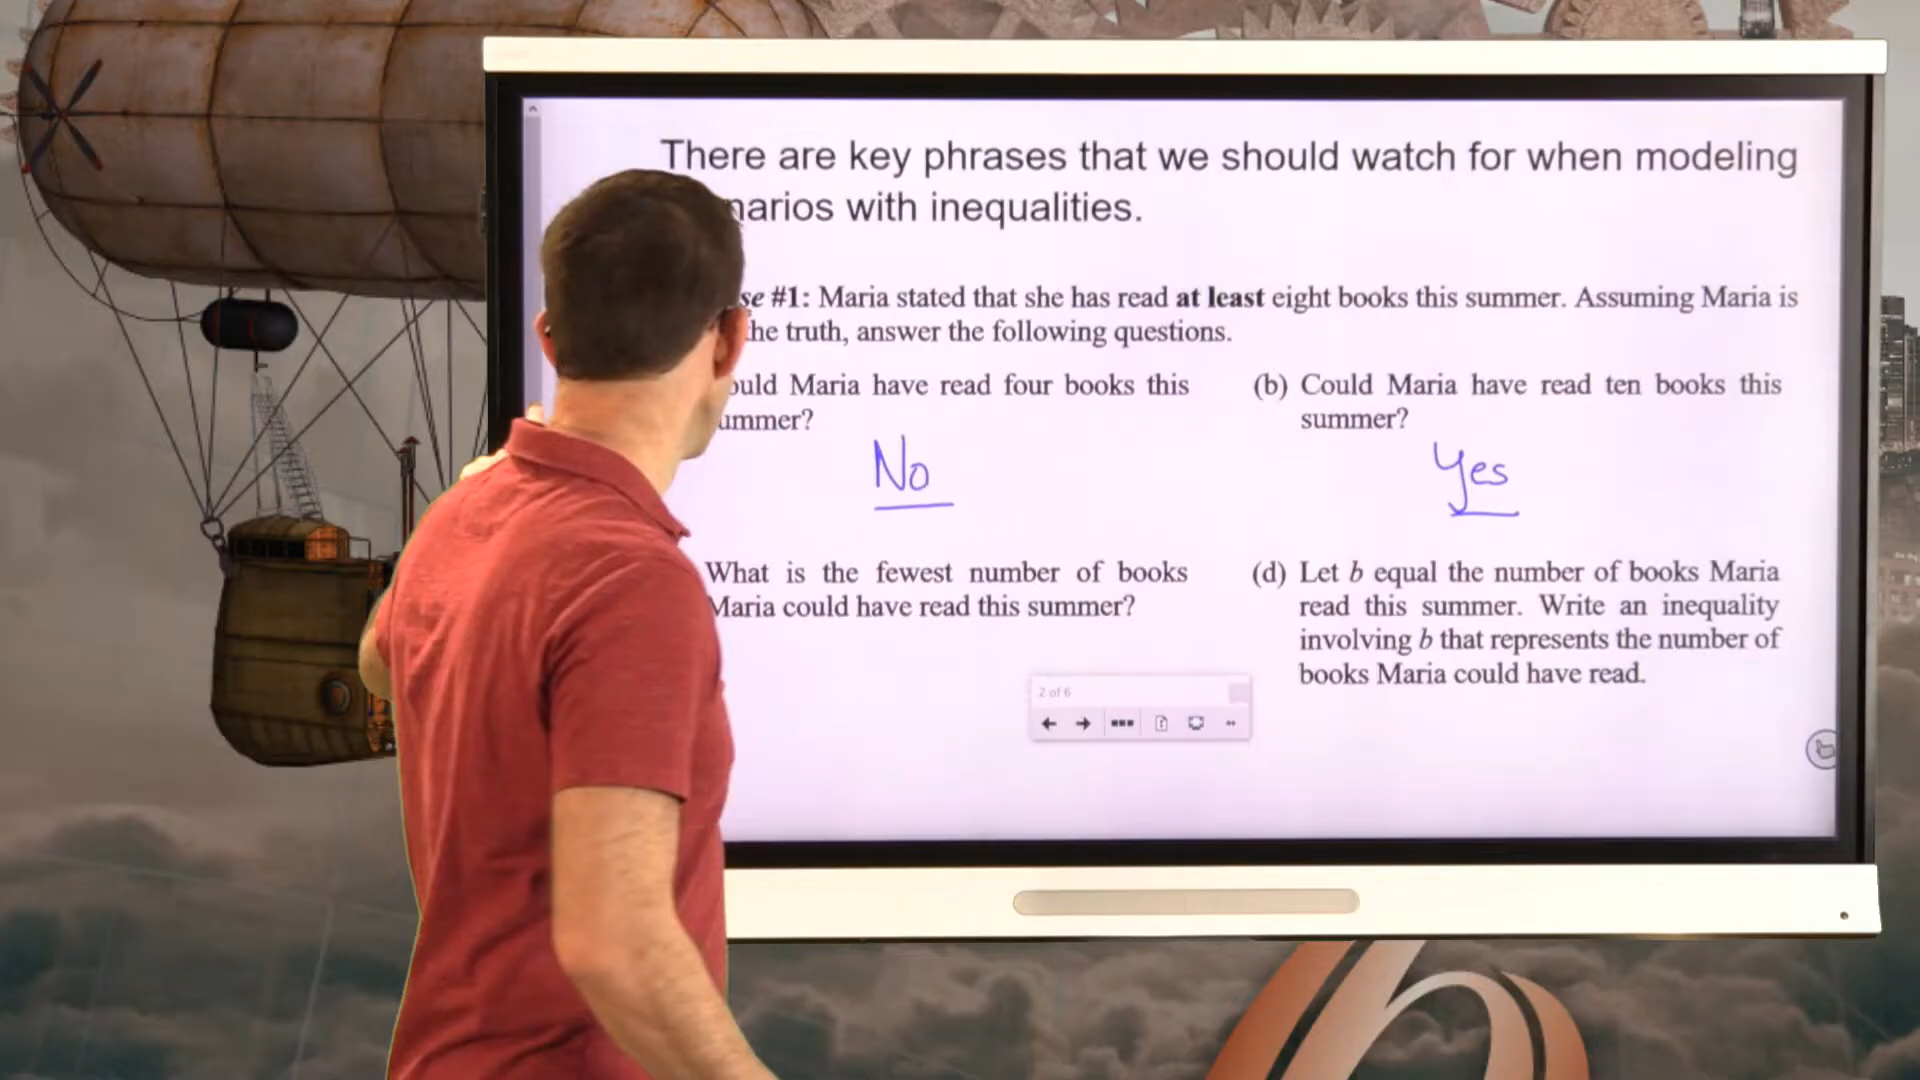 There are key phrases that we should watch for when modeling
narios with inequalities.
se #1: Maria stated that she has read at least eight books this summer. Assuming Maria is
he truth, answer the following questions.
ould Maria have read four books this
ummer?
No
(b) Could Maria have read ten books this
summer?
Yes
What is the fewest number of books
Maria could have read this summer?
(d) Let b equal the number of books Maria
read this summer. Write an inequality
involving b that represents the number of
books Maria could have read.
2 of 6